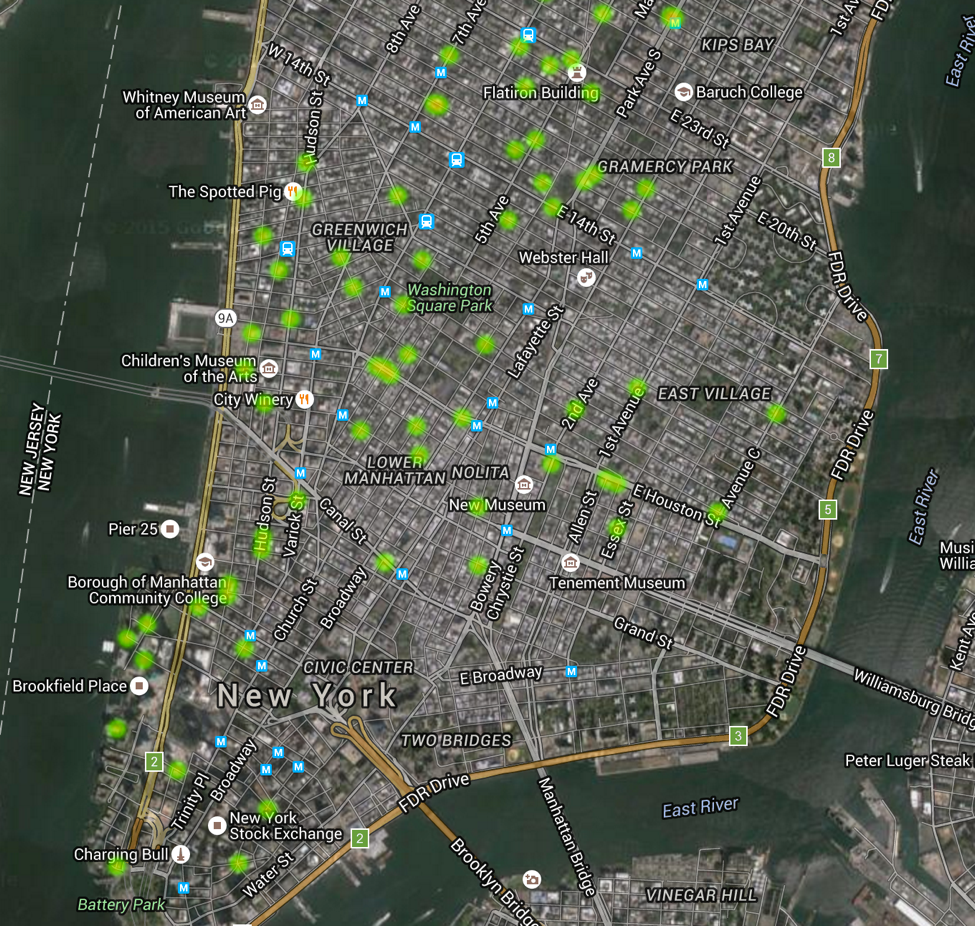 8th Ave
7th Ave
1st Av
FDR
East River
KIPS BAY
W 14th St
M
M
Flatiron Building
Park Ave S
Baruch College
Whitney Museum
of American Art
Hudson St
M
M
E 23rd St
8
GRAMERCY PARK
The Spotted Pig
5th Ave
1st Avenue
E 14th St
E 20th St
GREENWICH
VILLAGE
Webster Hall
M
M
FDR Drive
Washington
Square Park
M
M
9A
Lafayette St
M
7
Children's Museum
of the Arts
City Winery
M
M
M
2nd Ave
1st Avenue
EAST VILLAGE
NEW JERSEY
NEW YORK
FDR Drive
M
Avenue C
LOWER
MANHATTAN
NOLITA
M
New Museum
E Houston St
East River
Pier 25
Hudson St
Varick St
Canal St
M
Allen St
Essex St
5
Borough of Manhattan
Community College
Church St
Broadway
M
Bowery
Chrystie St
Tenement Museum
Musi
Willia
Kent Av
M
M
Grand St
CIVIC CENTER
E Broadway
M
FDR Drive
Williamsburg Bridg
Brookfield Place
New York
TWO BRIDGES
3
2
M
M
M
M
Trinity Pl
Broadway
FDR Drive
Peter Luger Steak
East River
New York
Stock Exchange
2
Manhattan Bridge
Charging Bull
Water St
Brooklyn Bridge
M
Battery Park
VINEGAR HILL